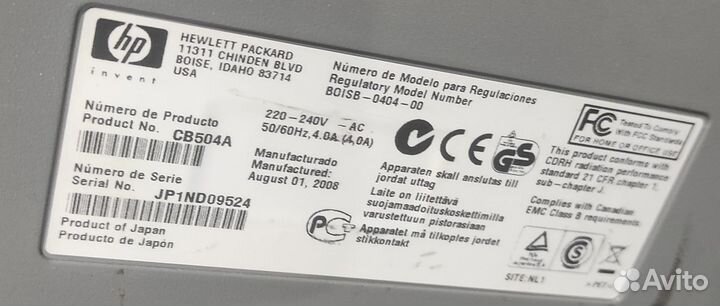 hp
invent
HEWLETT PACKARD
11311 CHINDEN BLVD
BOISE, IDAHO 83714
USA
Número de Modelo para Regulaciones
Regulatory Model Number
BOISB-0404-00
Número de Producto
Product No. CB504A
220-240V ~ AC
50/60Hz, 4.0A (4,0A)
Número de Serie
Serial No. JP1ND09524
Manufacturado
Manufactured:
August 01, 2008
Product of Japan
Producto de Japón
CE
GS
Apparaten skall anslutas till
jordat uttag
Laite on liitettävä
suojamaadoituskoskettimilla
varustettuun pistorasiaan
Apparatet må tilkoples jordet
stikkontakt
FC Tested To Comply
With FCC Standards
FOR HOME OR OFFICE USE
This product conforms with
CDRH radiation performance
standard 21 CFR chapter 1,
sub-chapter J.
Complies with Canadian
EMC Class B requirements.
SITE:NL1
Avito